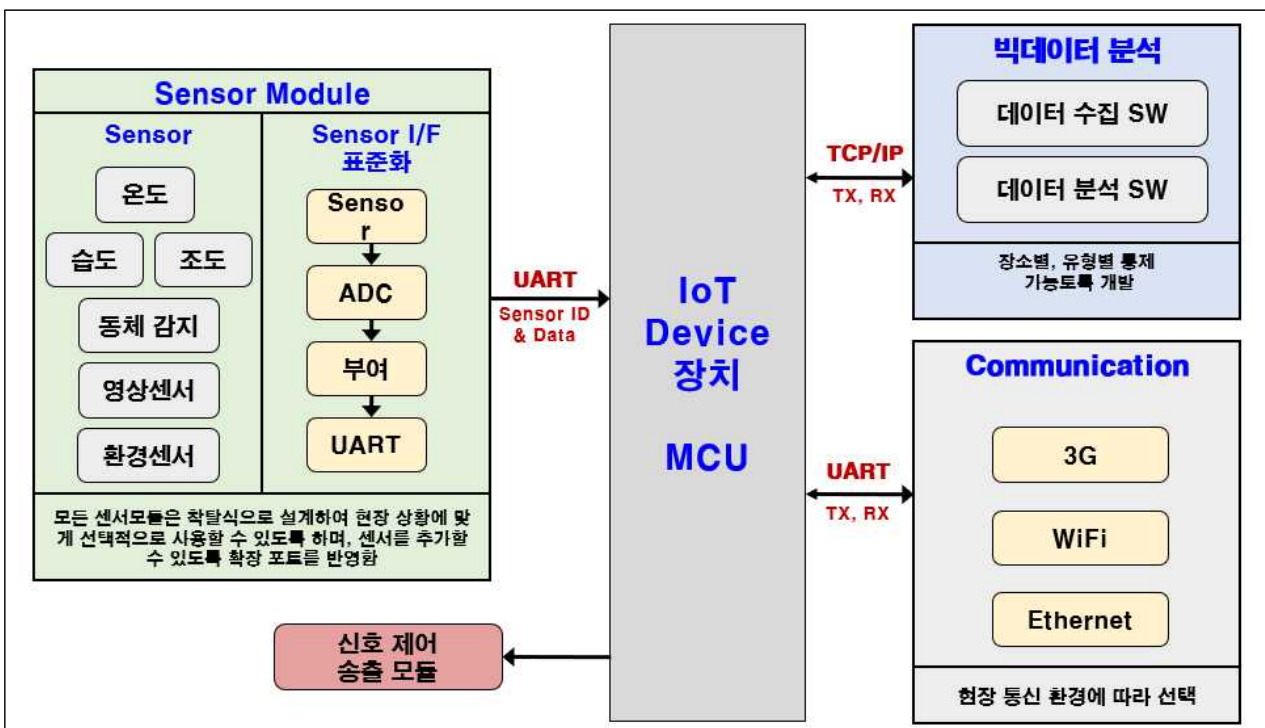 Sensor Module
Sensor
온도
습도
조도
동체 감지
영상센서
환경센서
Sensor I/F
표준화
Senso
r
ADC
부여
UART
모든 센서모듈은 착탈식으로 설계하여 현장 상황에 맞
게 선택적으로 사용할 수 있도록 하며, 센서를 추가할
수 있도록 확장 포트를 반영함
UART
Sensor ID
& Data
신호 제어
송출 모듈
IoT
Device
장치
MCU
TCP/IP
TX, RX
UART
TX, RX
빅데이터 분석
데이터 수집 SW
데이터 분석 SW
장소별, 유형별 통제
가능토록 개발
Communication
3G
WiFi
Ethernet
현장 통신 환경에 따라 선택